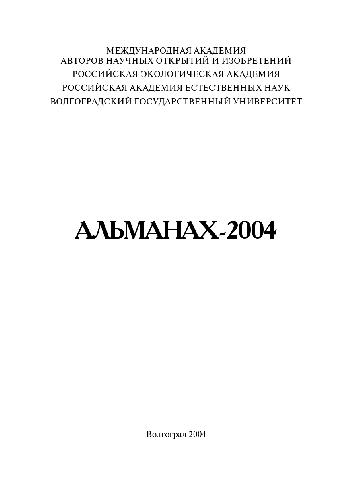 МЕЖДУНАРОДНАЯ АКАДЕМИЯ
АВТОРОВ НАУЧНЫХ ОТКРЫТИЙ И ИЗОБРЕТЕНИЙ
РОССИЙСКАЯ ЭКОЛОГИЧЕСКАЯ АКАДЕМИЯ
РОССИЙСКАЯ АКАДЕМИЯ ЕСТЕСТВЕННЫХ НАУК
ВОЛГОГРАДСКИЙ ГОСУДАРСТВЕННЫЙ УНИВЕРСИТЕТ
АЛЬМАНАХ-2004
Волгоград 2004